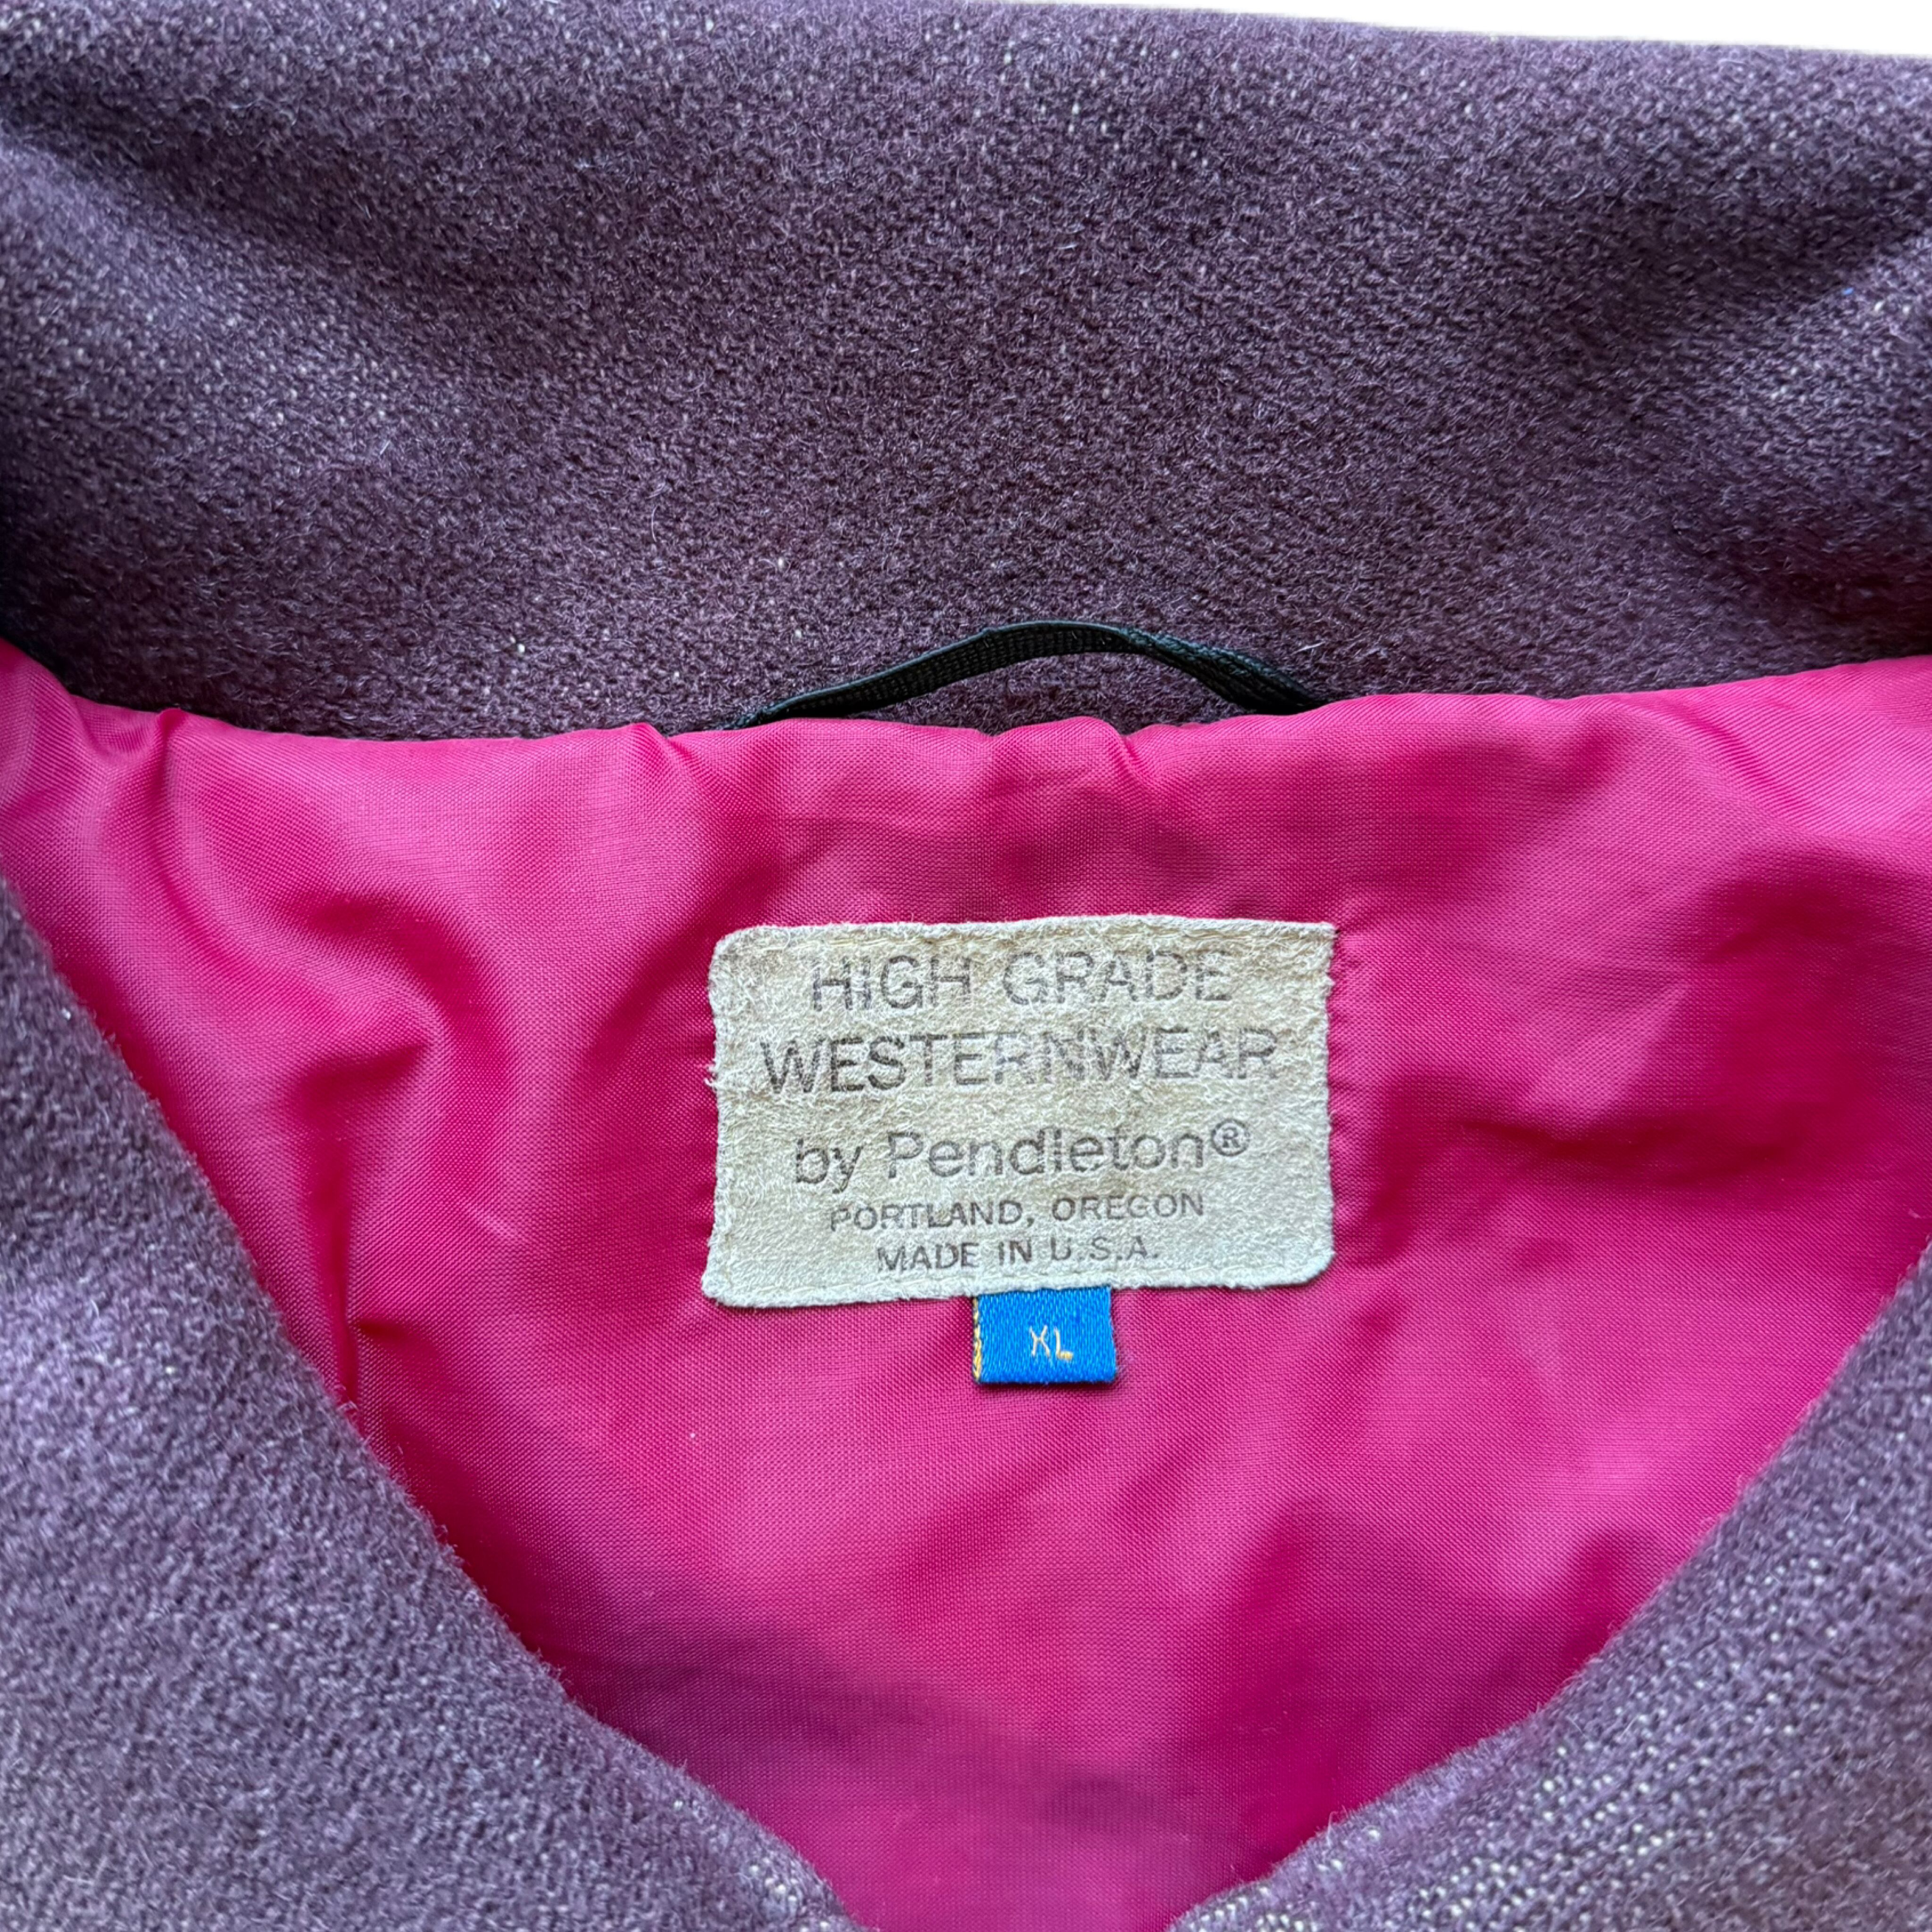 HIGH GRADE
WESTERNWEAR
by Pendleton®
PORTLAND, OREGON
MADE IN U.S.A.
XL